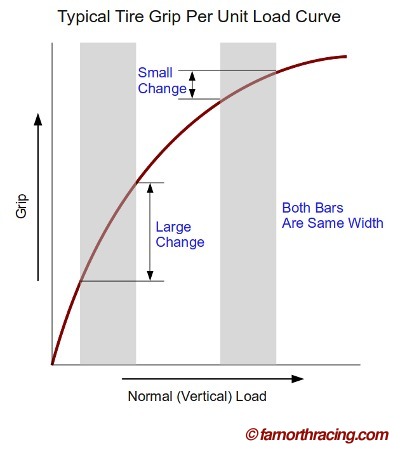 Typical Tire Grip Per Unit Load Curve
Small
Change
Grip
Large
Change
Both Bars
Are Same Width
Normal (Vertical) Load
© farnorthracing.com